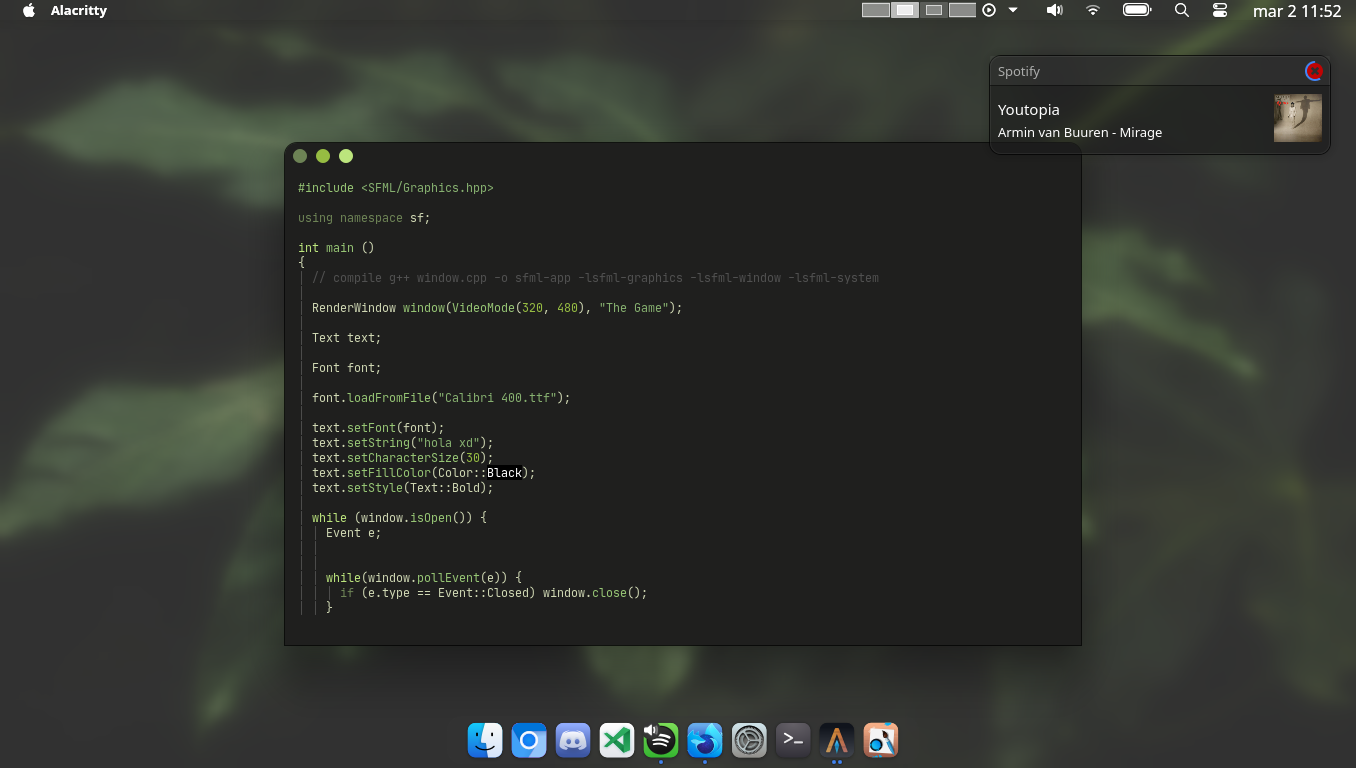 Alacritty
mar 2 11:52
Spotify
Youtopia
Armin van Buuren - Mirage
#include <SFML/Graphics.hpp>
using namespace sf;
int main ()
{
// compile g++ window.cpp -o sfml-app -lsfml-graphics -lsfml-window -lsfml-system
RenderWindow window(VideoMode(320, 480), "The Game");
Text text;
Font font;
font.loadFromFile("Calibri 400.ttf");
text.setFont(font);
text.setString("hola xd");
text.setCharacterSize(30);
text.setFillColor(Color::Black);
text.setStyle(Text::Bold);
while (window.isOpen()) {
Event e;
while(window.pollEvent(e)) {
if (e.type == Event::Closed) window.close();
}